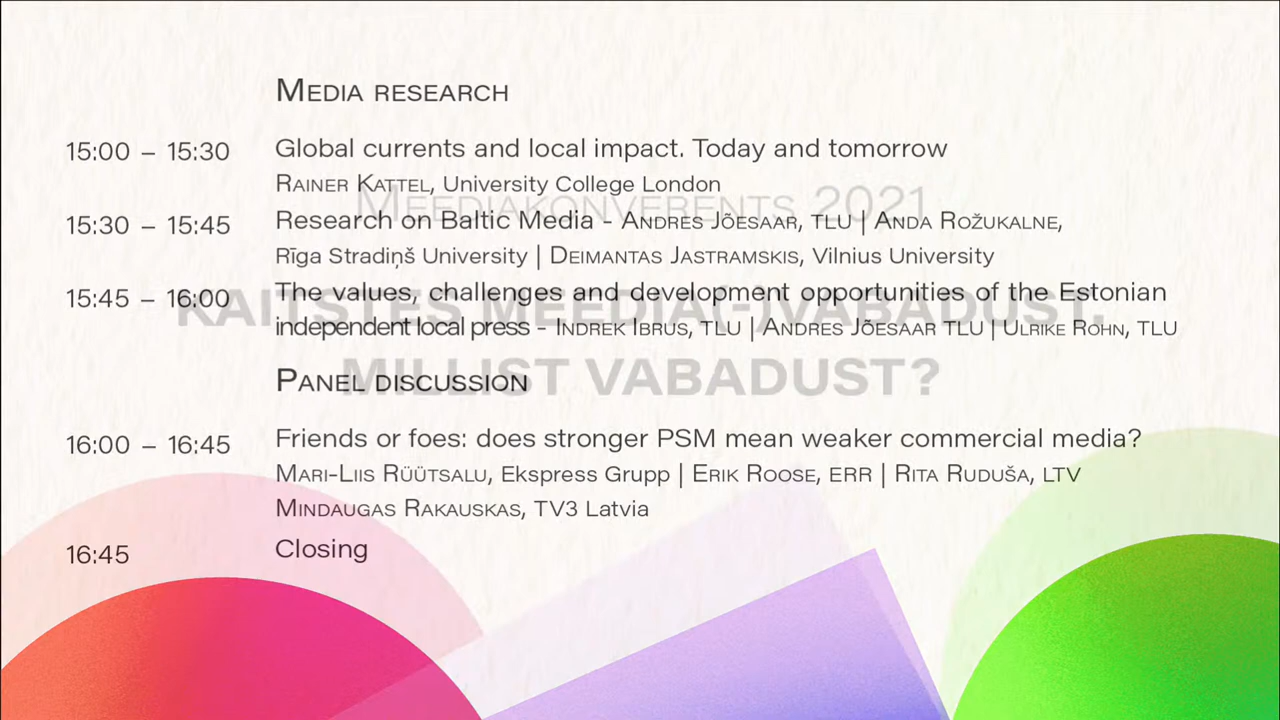 MEDIA RESEARCH
15:00 – 15:30 Global currents and local impact. Today and tomorrow
RAINER KATTEL, University College London
MEEDIAKONVERENTS 2021
15:30 – 15:45 Research on Baltic Media - ANDRES JÕESAAR, TLU | ANDA ROŽUKALNE,
Rīga Stradiņš University | DEIMANTAS JASTRAMSKIS, Vilnius University
15:45 – 16:00 The values, challenges and development opportunities of the Estonian
KAITSTES MEEDIA(-)VABADUST.
independent local press - INDREK IBRUS, TLU | ANDRES JÕESAAR TLU | ULRIKE ROHN, TLU
MILLIST VABADUST?
PANEL DISCUSSION
16:00 – 16:45 Friends or foes: does stronger PSM mean weaker commercial media?
MARI-LIIS RÜÜTSALU, Ekspress Grupp | ERIK ROOSE, ERR | RITA RUDUŠA, LTV
MINDAUGAS RAKAUSKAS, TV3 Latvia
16:45 Closing